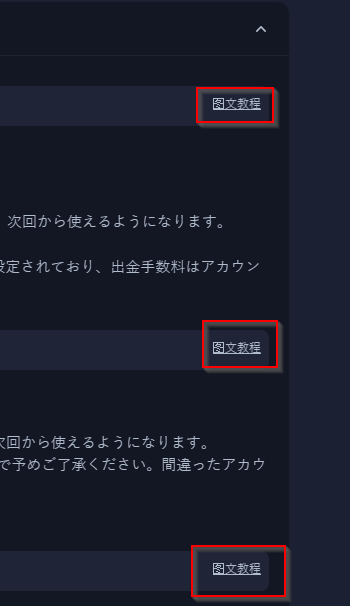 图文教程
次回から使えるようになります。
設定されており、出金手数料はアカウン
图文教程
次回から使えるようになります。
で予めご了承ください。間違ったアカウ
图文教程